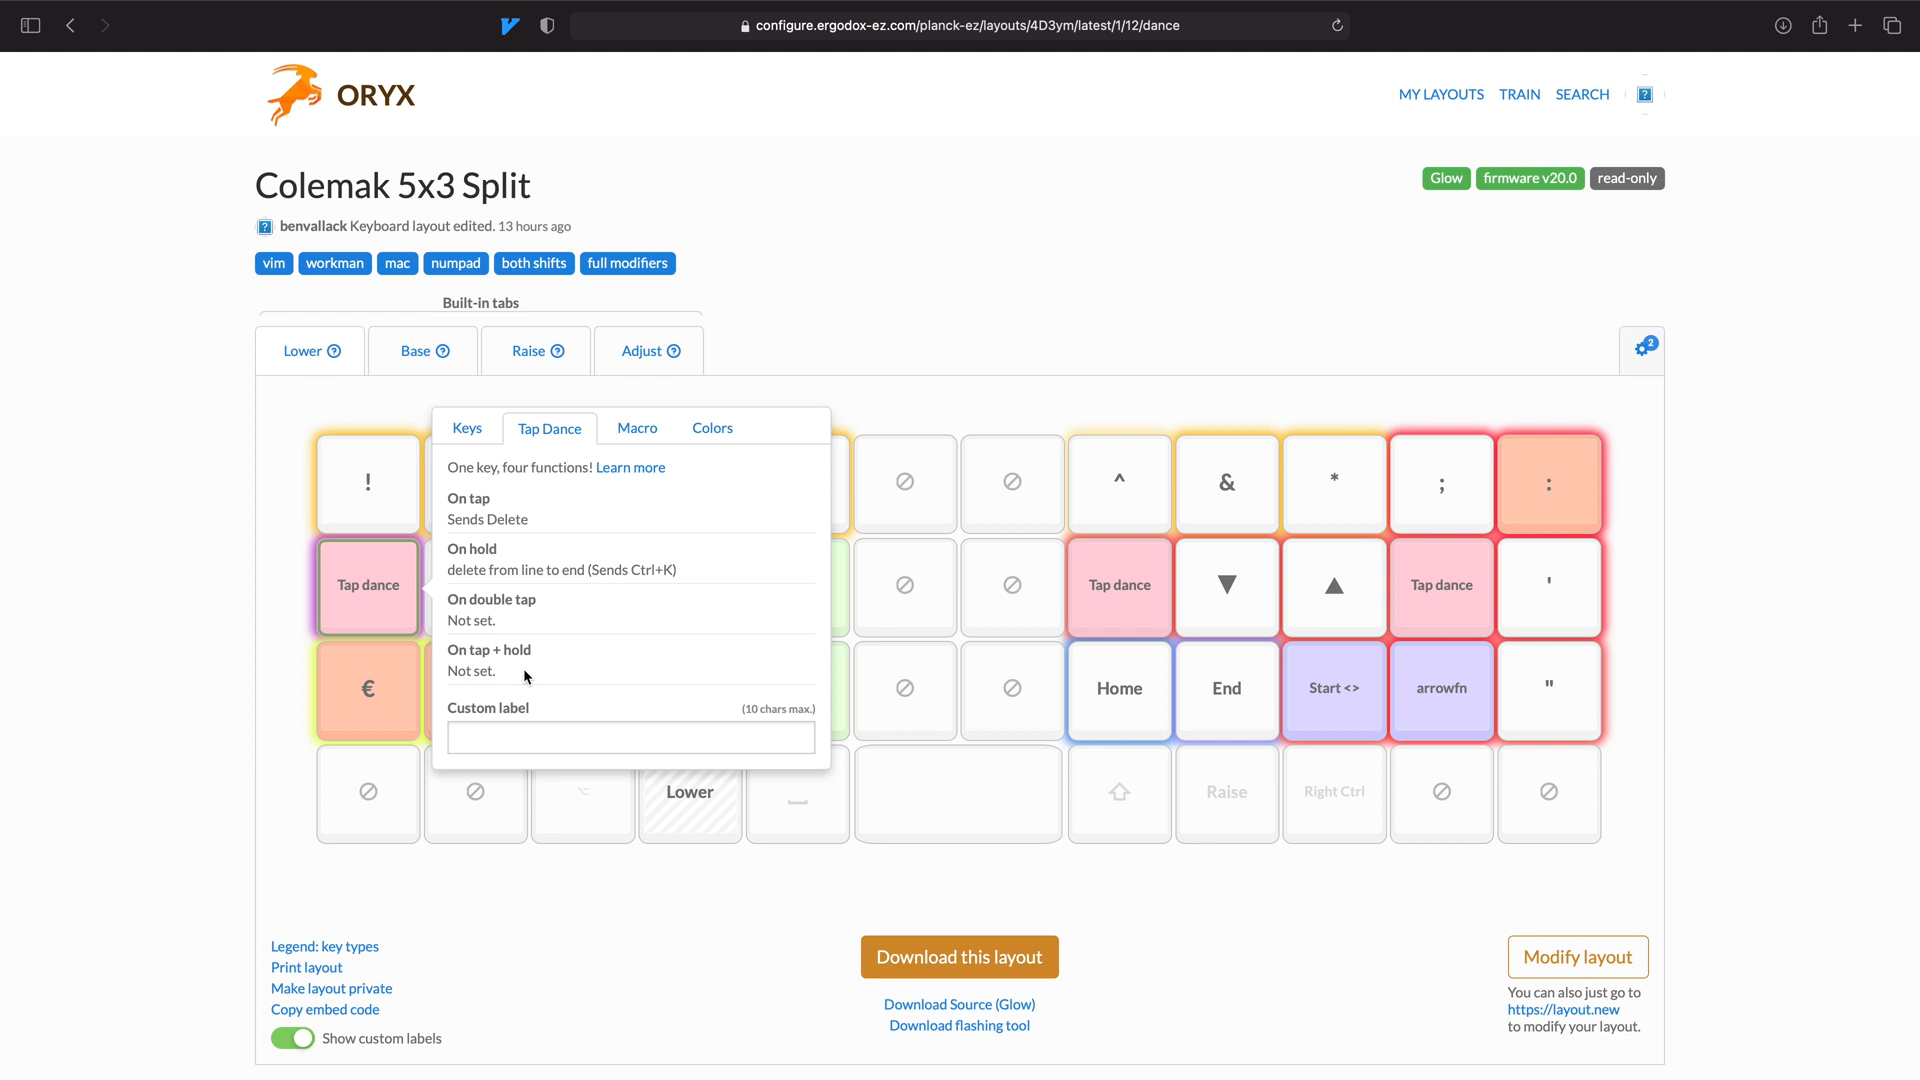 configure.ergodox-ez.com/planck-ez/layouts/4D3ym/latest/1/12/dance
ORYX
MY LAYOUTS TRAIN SEARCH
Colemak 5x3 Split
Glow firmware v20.0 read-only
benvallack Keyboard layout edited. 13 hours ago
vim workman mac numpad both shifts full modifiers
Built-in tabs
Lower Base Raise Adjust
2
Keys Tap Dance Macro Colors
One key, four functions! Learn more
On tap
Sends Delete
On hold
delete from line to end (Sends Ctrl+K)
On double tap
Not set.
On tap + hold
Not set.
Custom label (10 chars max.)
! ^ & * ; :
Tap dance Tap dance ▼ ▲ Tap dance '
€ Home End Start <> arrowfn "
Lower Raise Right Ctrl
Legend: key types
Print layout
Make layout private
Copy embed code
Show custom labels
Download this layout
Download Source (Glow)
Download flashing tool
Modify layout
You can also just go to
https://layout.new
to modify your layout.